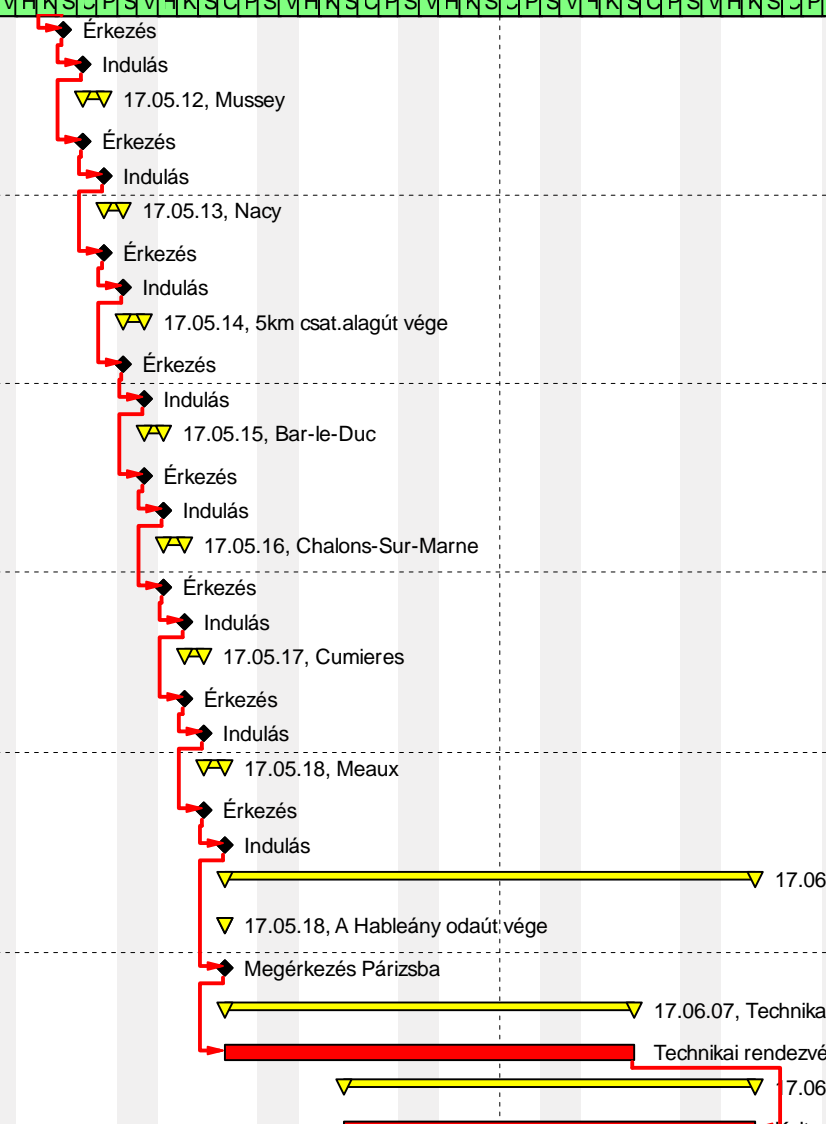 V H K S C P S V H K S C P S V H K S C P S V H K S C P S V H K S C P S V H K S C P
Érkezés
Indulás
17.05.12, Mussey
Érkezés
Indulás
17.05.13, Nacy
Érkezés
Indulás
17.05.14, 5km csat.alagút vége
Érkezés
Indulás
17.05.15, Bar-le-Duc
Érkezés
Indulás
17.05.16, Chalons-Sur-Marne
Érkezés
Indulás
17.05.17, Cumieres
Érkezés
Indulás
17.05.18, Meaux
Érkezés
Indulás
17.06
17.05.18, A Hableány odaút vége
Megérkezés Párizsba
17.06.07, Technika
Technikai rendezvé
17.06